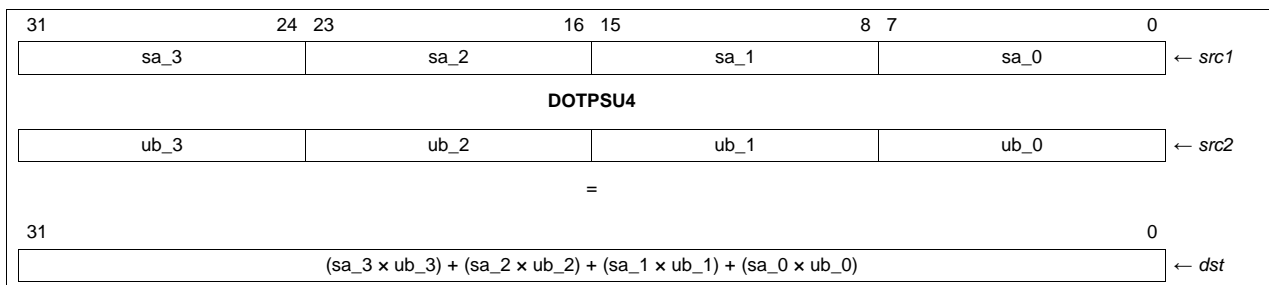 31 24 23 16 15 8 7 0
sa_3 sa_2 sa_1 sa_0 ← src1
DOTPSU4
ub_3 ub_2 ub_1 ub_0 ← src2
=
31 0
(sa_3 × ub_3) + (sa_2 × ub_2) + (sa_1 × ub_1) + (sa_0 × ub_0) ← dst